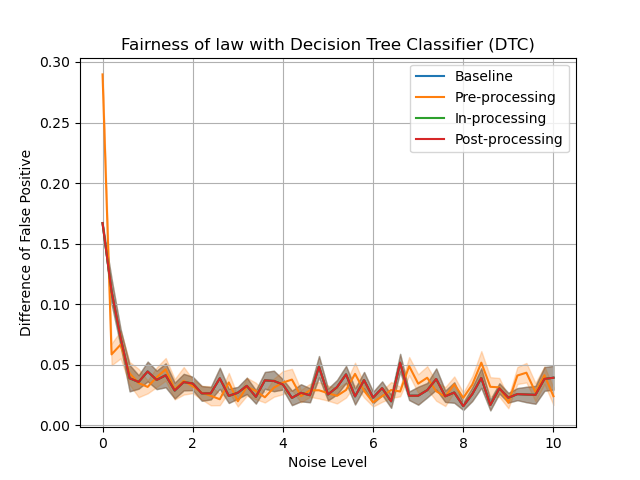 Fairness of law with Decision Tree Classifier (DTC)
Baseline
Pre-processing
In-processing
Post-processing
Difference of False Positive
0.30
0.25
0.20
0.15
0.10
0.05
0.00
0 2 4 6 8 10
Noise Level